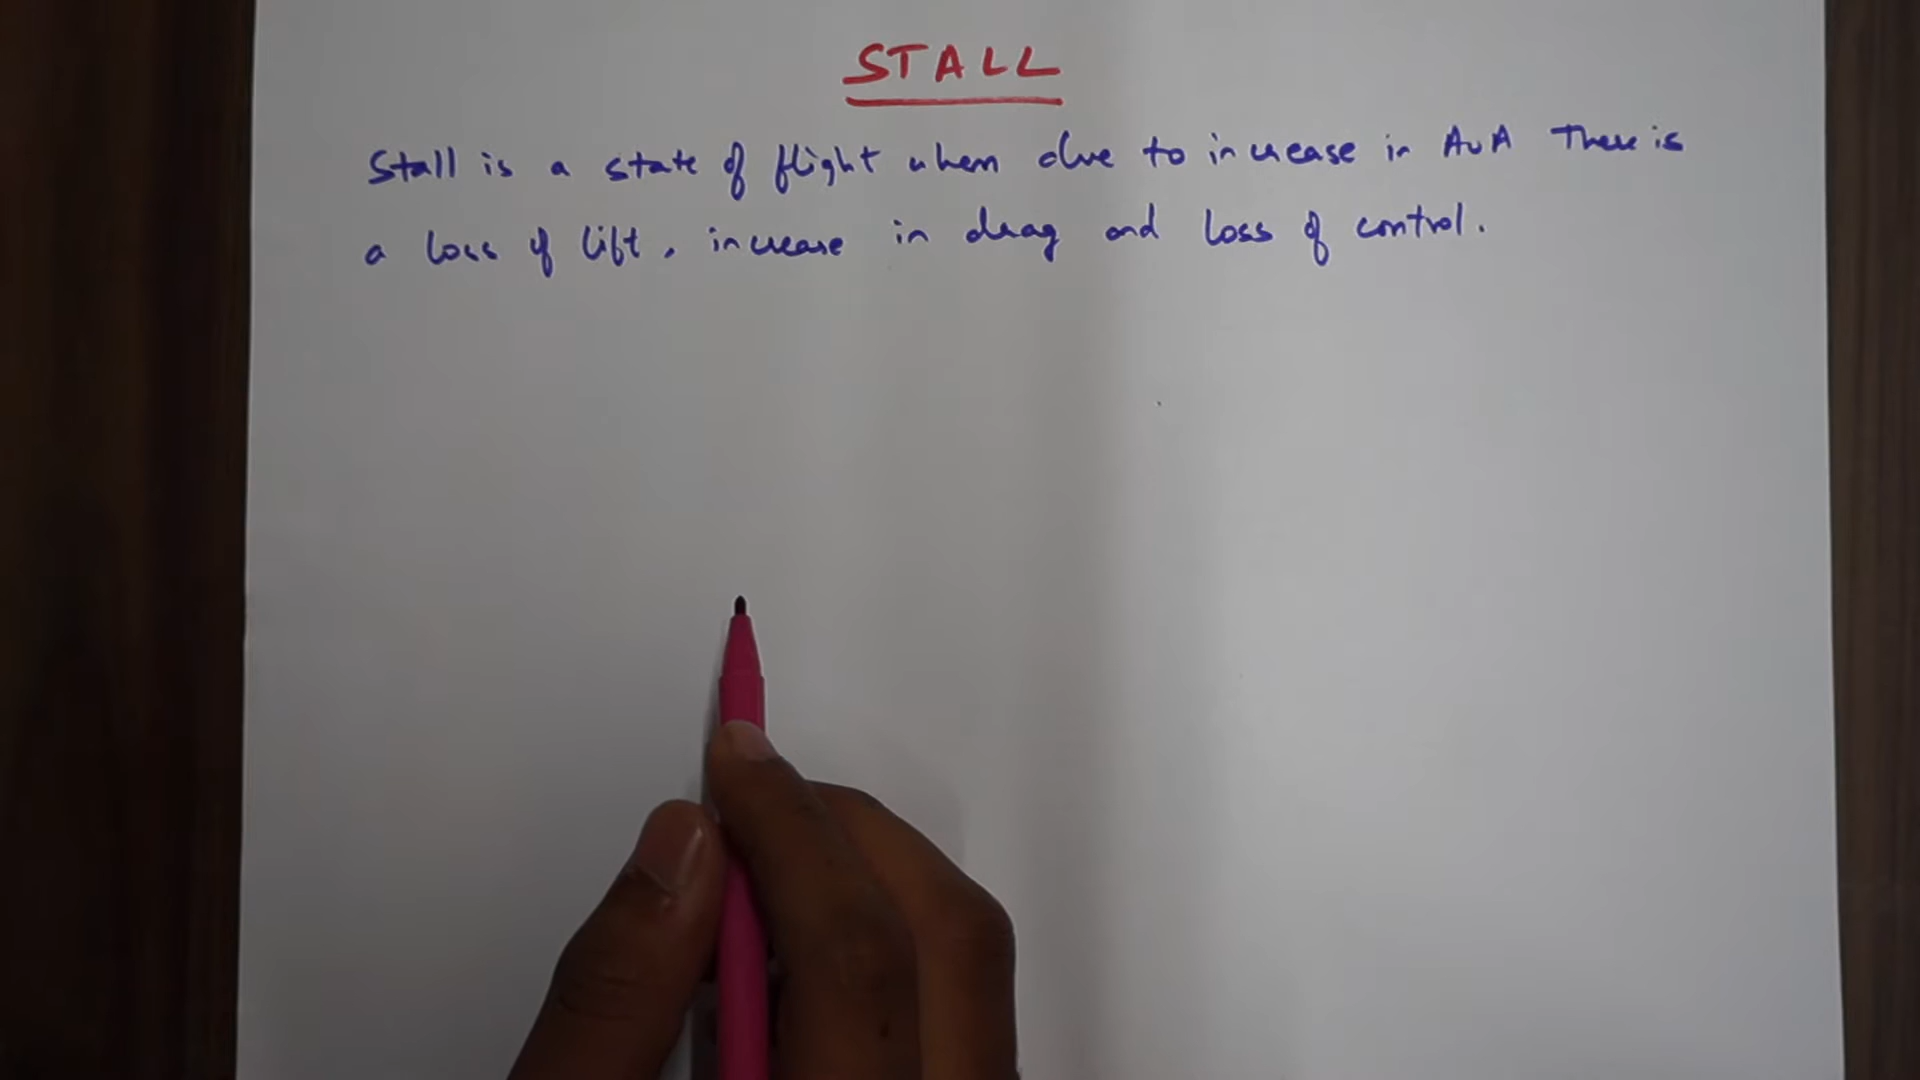 STALL
Stall is a state of flight when due to increase in AOA There is
a loss of lift, increase in drag and loss of control.